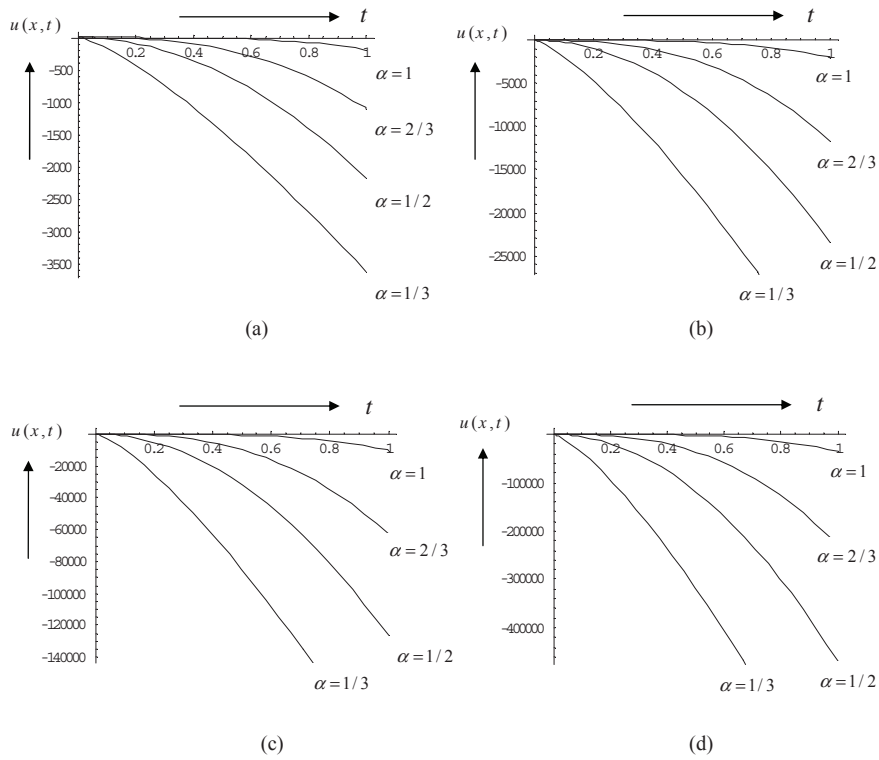 t
u(x,t)
0.2 0.4 0.6 0.8 1
-500
-1000
-1500
-2000
-2500
-3000
-3500
α=1
α=2/3
α=1/2
α=1/3
(a)
t
u(x,t)
0.2 0.4 0.6 0.8 1
-5000
-10000
-15000
-20000
-25000
α=1
α=2/3
α=1/2
α=1/3
(b)
t
u(x,t)
0.2 0.4 0.6 0.8 1
-20000
-40000
-60000
-80000
-100000
-120000
-140000
α=1
α=2/3
α=1/2
α=1/3
(c)
t
u(x,t)
0.2 0.4 0.6 0.8 1
-100000
-200000
-300000
-400000
α=1
α=2/3
α=1/2
α=1/3
(d)